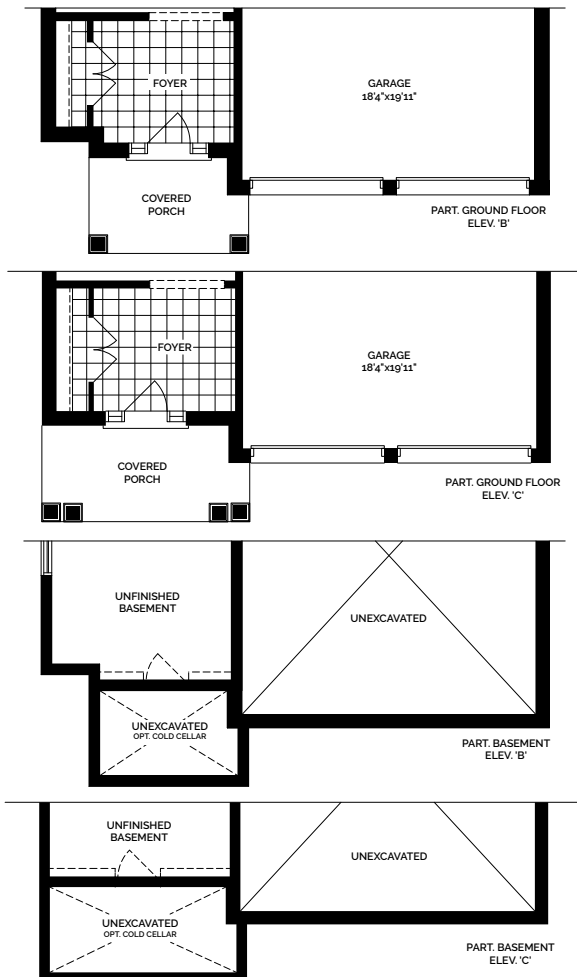 FOYER
GARAGE
18'4"x19'11"
COVERED
PORCH
PART. GROUND FLOOR
ELEV. 'B'
FOYER
GARAGE
18'4"x19'11"
COVERED
PORCH
PART. GROUND FLOOR
ELEV. 'C'
UNFINISHED
BASEMENT
UNEXCAVATED
UNEXCAVATED
OPT. COLD CELLAR
PART. BASEMENT
ELEV. 'B'
UNFINISHED
BASEMENT
UNEXCAVATED
UNEXCAVATED
OPT. COLD CELLAR
PART. BASEMENT
ELEV. 'C'